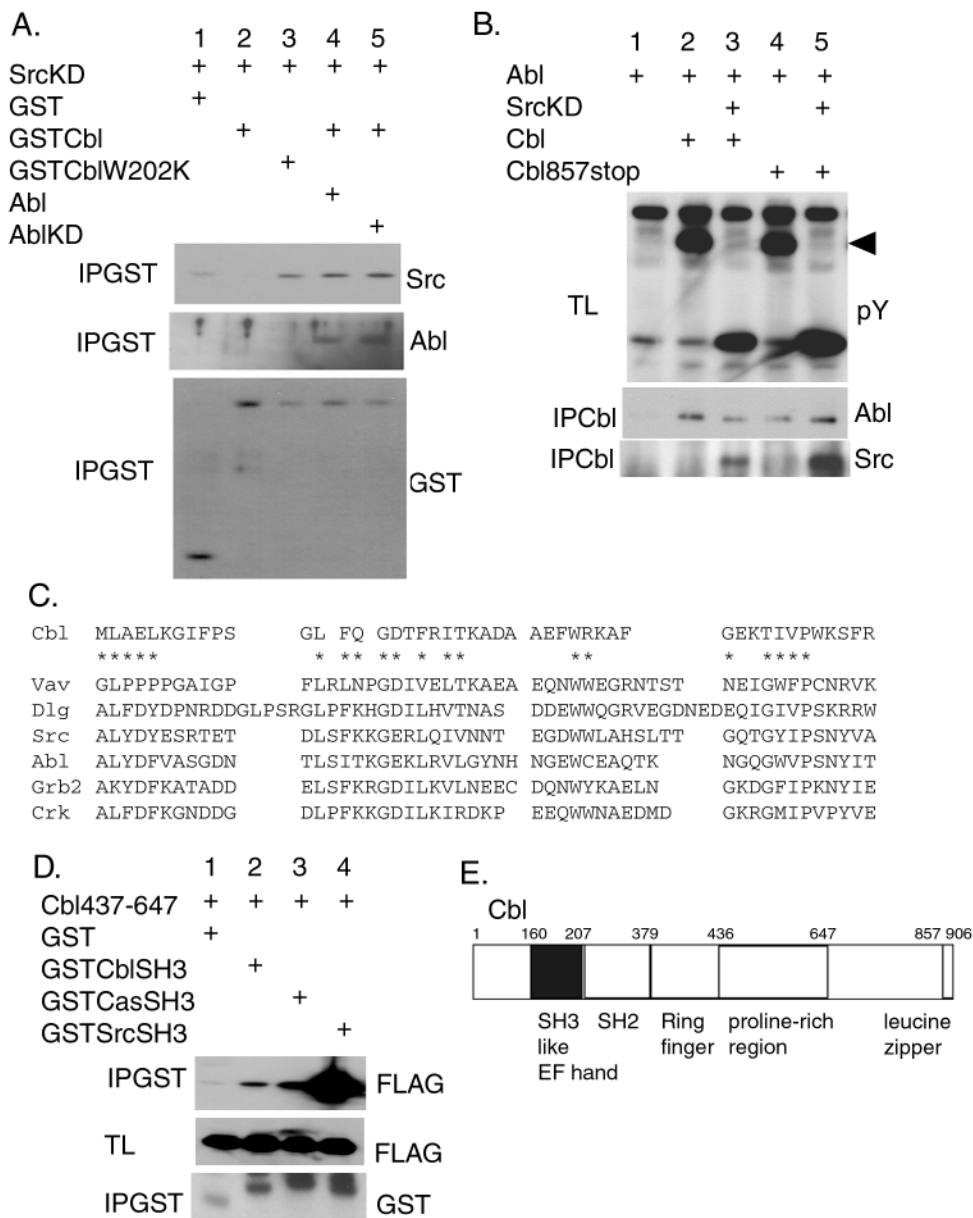 A.
1 2 3 4 5
SrcKD + + + + +
GST +
GSTCbl + + +
GSTCblW202K +
Abl +
AblKD +
IPGST Src
IPGST Abl
IPGST GST
B.
1 2 3 4 5
Abl + + + + +
SrcKD + +
Cbl + +
Cbl857stop + +
TL pY
IPCbl Abl
IPCbl Src
C.
Cbl MLAELKGIFPS GL FQ GDTFRITKADA AEFWRKAF GEKTIVPWKSFR
***** * ** ** * ** ** * ***
Vav GLPPPPGAIGP FLRLNPGDIVELTKAEA EQNWWEGRNTST NEIGWFPCNRVK
Dlg ALFDYDPNRDDGLPSRGLPFKHGDILHVTNAS DDEWWQGRVEGDNEDEQIGIVPSKRRW
Src ALYDYESRTET DLSFKKGERLQIVNNT EGDWWLAHSLTT GQTGYIPSNYVA
Abl ALYDFVASGDN TLSITKGEKLRVLGYNH NGEWCEAQTK NGQGWVPSNYIT
Grb2 AKYDFKATADD ELSFKRGDILKVLNEEC DQNWYKAELN GKDGFIPKNYIE
Crk ALFDFKGNDDG DLPFKKGDILKIRDKP EEQWWNAEDMD GKRGMIPVPYVE
D.
1 2 3 4
Cbl437-647 + + + +
GST +
GSTCblSH3 +
GSTCasSH3 +
GSTSrcSH3 +
IPGST FLAG
TL FLAG
IPGST GST
E.
Cbl
1 160 207 379 436 647 857 906
SH3 SH2 Ring proline-rich leucine
like finger region zipper
EF hand